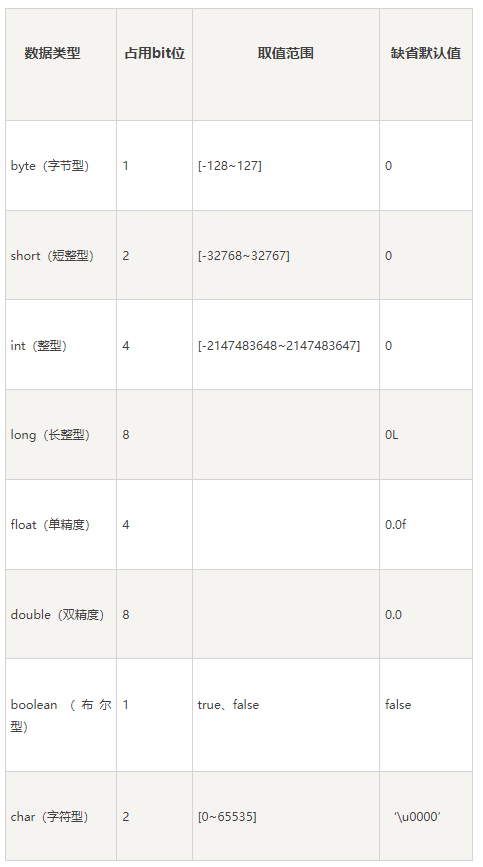 数据类型 占用bit位 取值范围 缺省默认值
byte（字节型） 1 [-128~127] 0
short（短整型） 2 [-32768~32767] 0
int（整型） 4 [-2147483648~2147483647] 0
long（长整型） 8 0L
float（单精度） 4 0.0f
double（双精度） 8 0.0
boolean（布尔 1 true、false false
型）
char（字符型） 2 [0~65535] ‘\u0000’